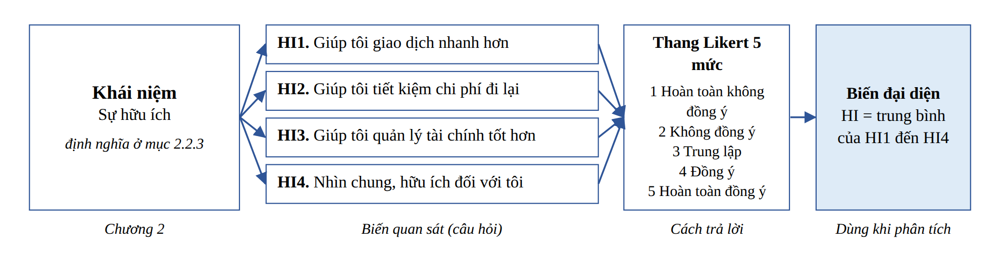 Khái niệm
Sự hữu ích
định nghĩa ở mục 2.2.3
Chương 2
HI1. Giúp tôi giao dịch nhanh hơn
HI2. Giúp tôi tiết kiệm chi phí đi lại
HI3. Giúp tôi quản lý tài chính tốt hơn
HI4. Nhìn chung, hữu ích đối với tôi
Biến quan sát (câu hỏi)
Thang Likert 5
mức
1 Hoàn toàn không
đồng ý
2 Không đồng ý
3 Trung lập
4 Đồng ý
5 Hoàn toàn đồng ý
Cách trả lời
Biến đại diện
HI = trung bình
của HI1 đến HI4
Dùng khi phân tích